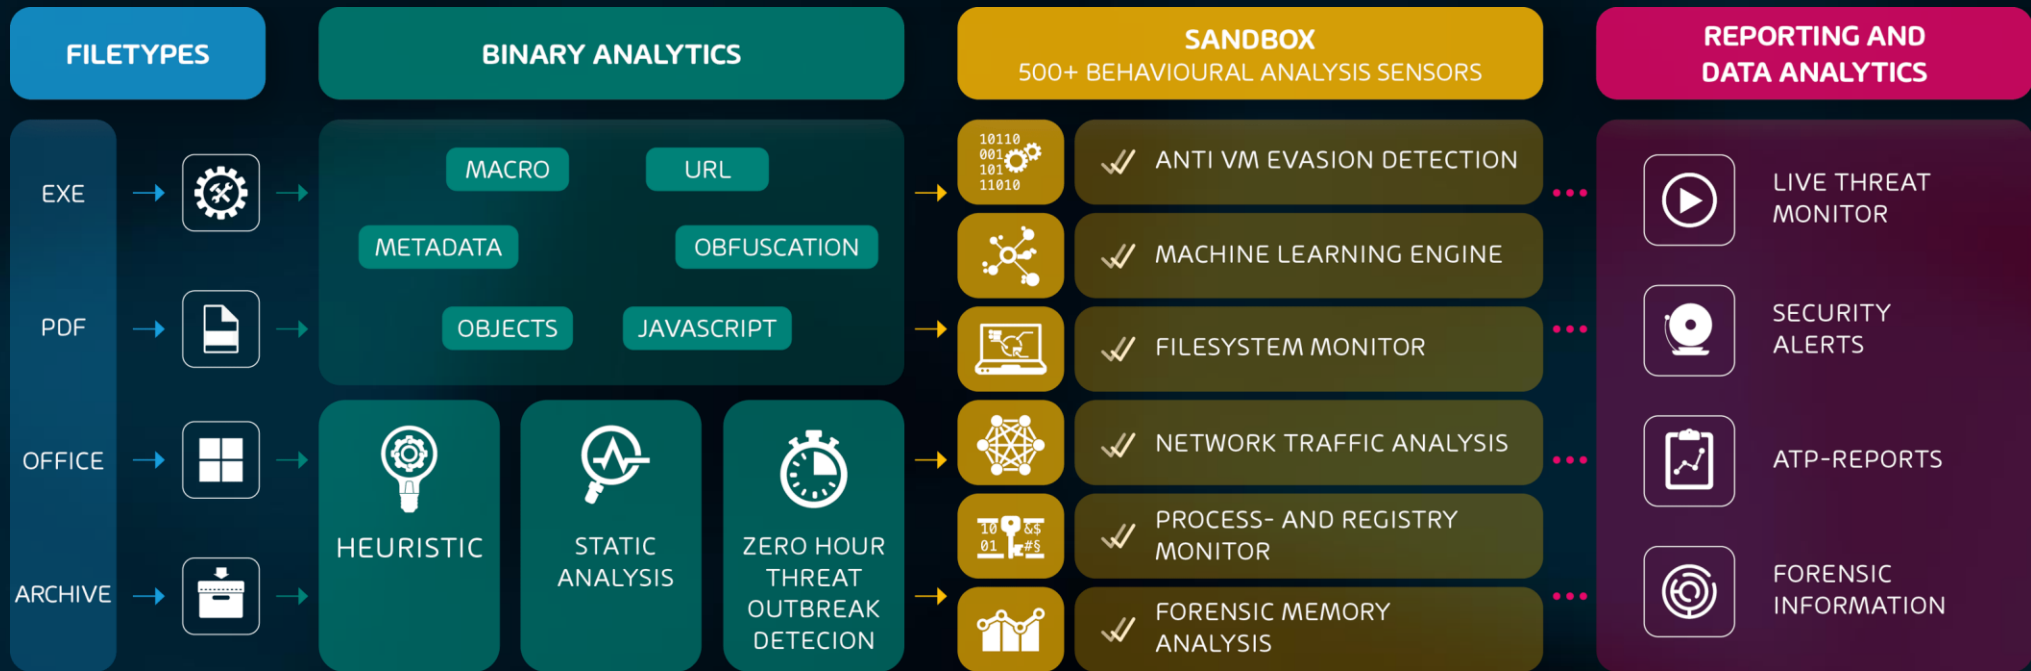 FILETYPES
BINARY ANALYTICS
SANDBOX
500+ BEHAVIOURAL ANALYSIS SENSORS
REPORTING AND
DATA ANALYTICS
EXE
PDF
OFFICE
ARCHIVE
MACRO
URL
METADATA
OBFUSCATION
OBJECTS
JAVASCRIPT
HEURISTIC
STATIC
ANALYSIS
ZERO HOUR
THREAT
OUTBREAK
DETECION
10110
001
101
11010
ANTI VM EVASION DETECTION
MACHINE LEARNING ENGINE
FILESYSTEM MONITOR
NETWORK TRAFFIC ANALYSIS
10 &$
01 #§
PROCESS- AND REGISTRY
MONITOR
FORENSIC MEMORY
ANALYSIS
LIVE THREAT
MONITOR
SECURITY
ALERTS
ATP-REPORTS
FORENSIC
INFORMATION